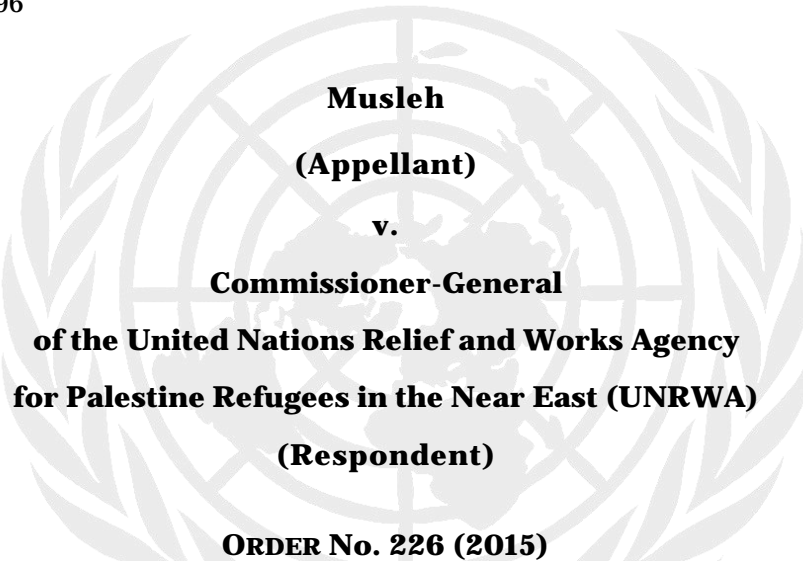 96
Musleh
(Appellant)
v.
Commissioner-General
of the United Nations Relief and Works Agency
for Palestine Refugees in the Near East (UNRWA)
(Respondent)
ORDER No. 226 (2015)